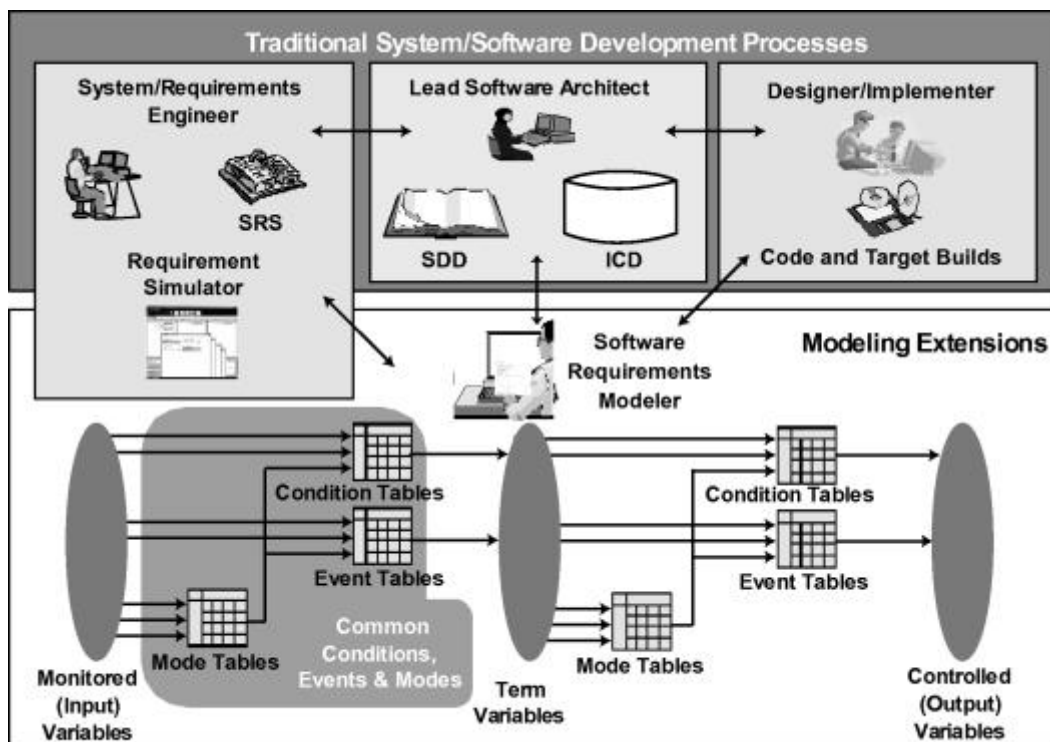 Traditional System/Software Development Processes
System/Requirements
Engineer
SRS
Requirement
Simulator
Lead Software Architect
SDD
ICD
Designer/Implementer
Code and Target Builds
Software
Requirements
Modeler
Modeling Extensions
Condition Tables
Event Tables
Mode Tables
Common
Conditions,
Events & Modes
Monitored
(Input)
Variables
Term
Variables
Condition Tables
Event Tables
Mode Tables
Controlled
(Output)
Variables